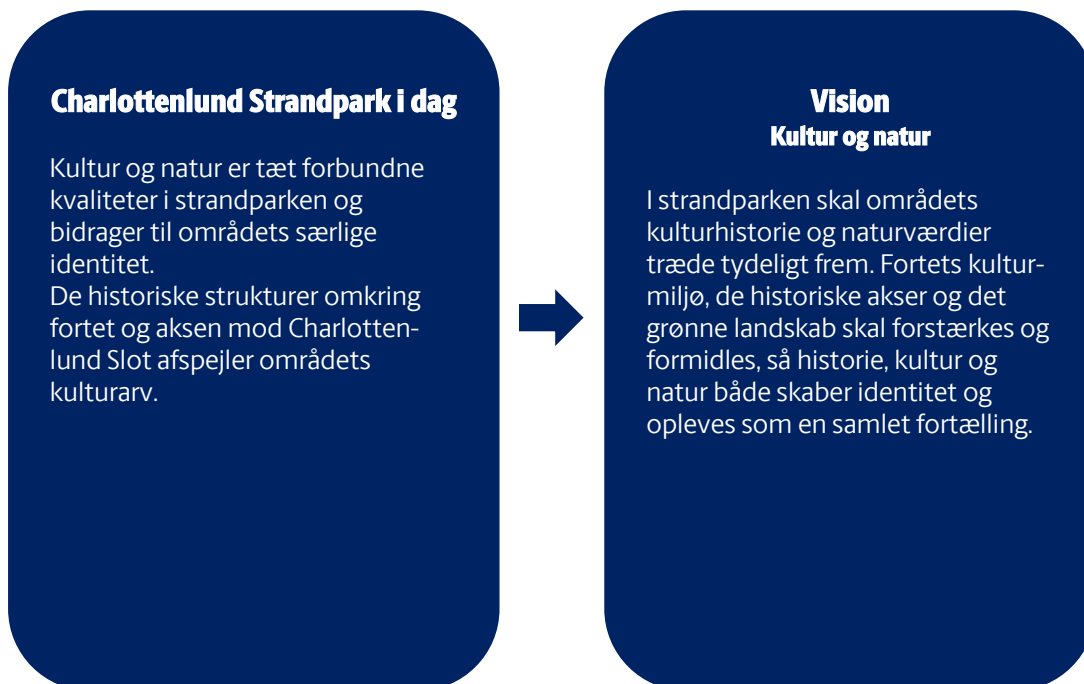 Charlottenlund Strandpark i dag
Kultur og natur er tæt forbundne
kvaliteter i strandparken og
bidrager til områdets særlige
identitet.
De historiske strukturer omkring
fortet og aksen mod Charlotten-
lund Slot afspejler områdets
kulturarv.
Vision
Kultur og natur
I strandparken skal områdets
kulturhistorie og naturværdier
træde tydeligt frem. Fortets kultur-
miljø, de historiske akser og det
grønne landskab skal forstærkes og
formidles, så historie, kultur og
natur både skaber identitet og
opleves som en samlet fortælling.